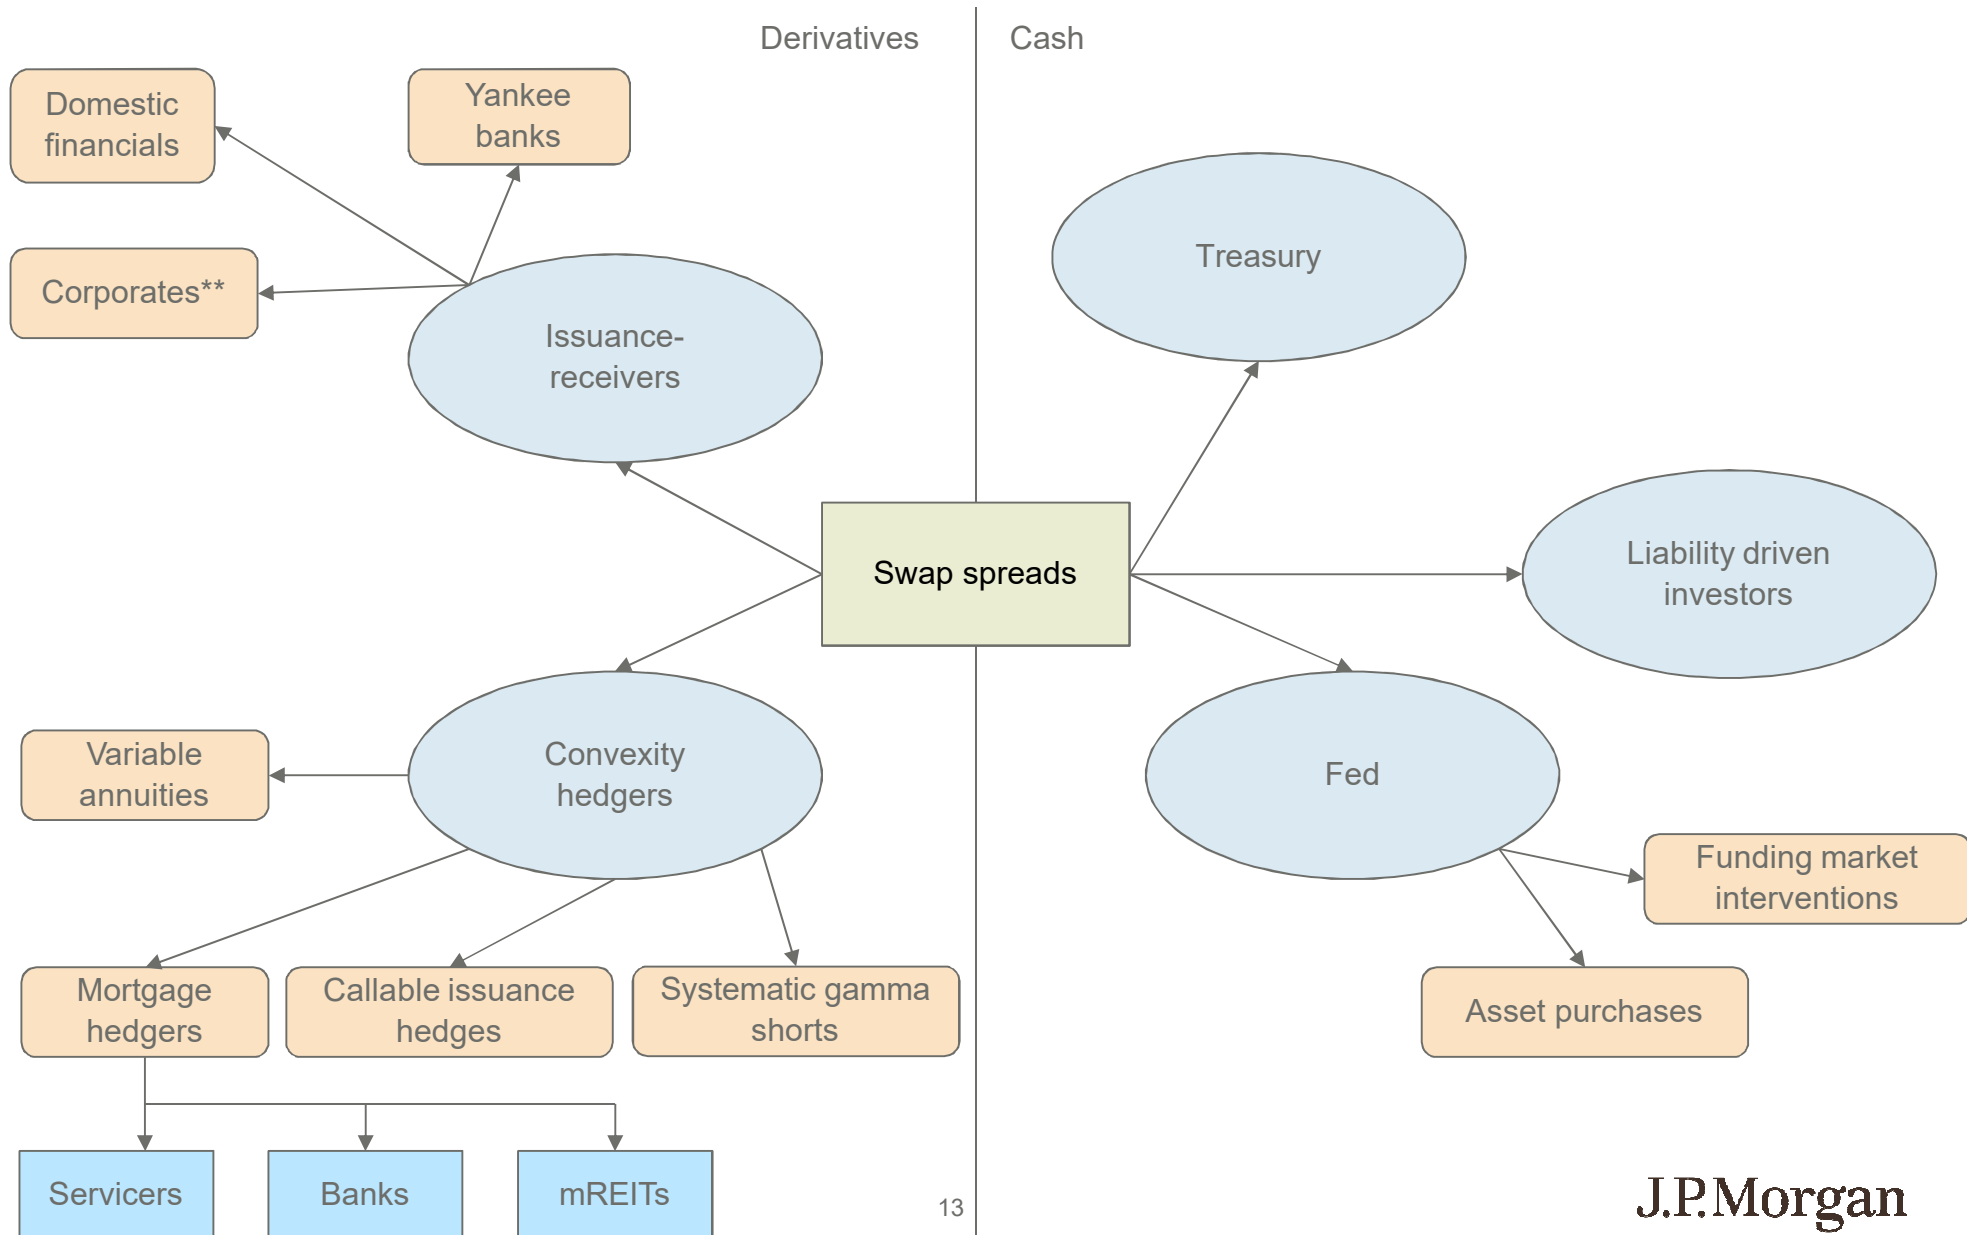 Derivatives
Cash
Domestic
financials
Yankee
banks
Corporates**
Issuance-
receivers
Treasury
Swap spreads
Liability driven
investors
Variable
annuities
Convexity
hedgers
Fed
Funding market
interventions
Mortgage
hedgers
Callable issuance
hedges
Systematic gamma
shorts
Asset purchases
Servicers
Banks
mREITs
13
J.P.Morgan